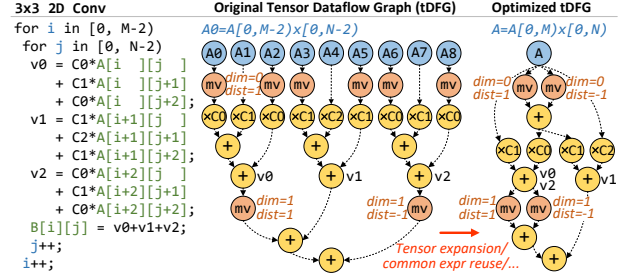 3x3 2D Conv
for i in [0, M-2)
for j in [0, N-2)
v0 = C0*A[i ][j ]
+ C1*A[i ][j+1]
+ C0*A[i ][j+2];
v1 = C1*A[i+1][j ]
+ C2*A[i+1][j+1]
+ C1*A[i+1][j+2];
v2 = C0*A[i+2][j ]
+ C1*A[i+2][j+1]
+ C0*A[i+2][j+2];
B[i][j] = v0+v1+v2;
j++;
i++;
Original Tensor Dataflow Graph (tDFG)
A0=A[0,M-2)x[0,N-2)
A0 A1 A2 A3 A4 A5 A6 A7 A8
mv dim=0 dist=1 mv mv mv mv mv
×C0 ×C1 ×C0 ×C1 ×C2 ×C1 ×C0 ×C1 ×C0
+ + +
+ v0 + v1 + v2
mv dim=1 dist=1 dim=1 dist=-1 mv
+
+
Tensor expansion/
common expr reuse/...
Optimized tDFG
A=A[0,M)x[0,N)
A
dim=0 dist=1 mv mv dim=0 dist=-1
+
×C1 ×C0 ×C1 ×C2
+ v0 v2 + v1
dim=1 dist=1 mv mv dim=1 dist=-1
+ +